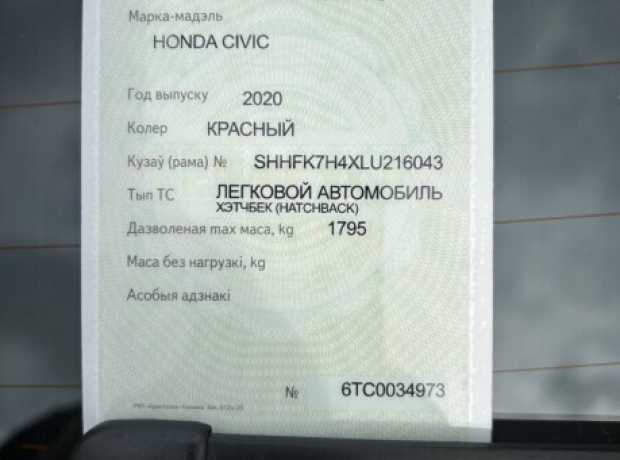 Марка-мадэль
HONDA CIVIC
Год выпуску 2020
Колер КРАСНЫЙ
Кузаў (рама) № SHHFK7H4XLU216043
Тып ТС ЛЕГКОВОЙ АВТОМОБИЛЬ
ХЭТЧБЕК (HATCHBACK)
Дазволеная max маса, kg 1795
Маса без нагрузкі, kg
Асобыя адзнакі
№ 6TC0034973